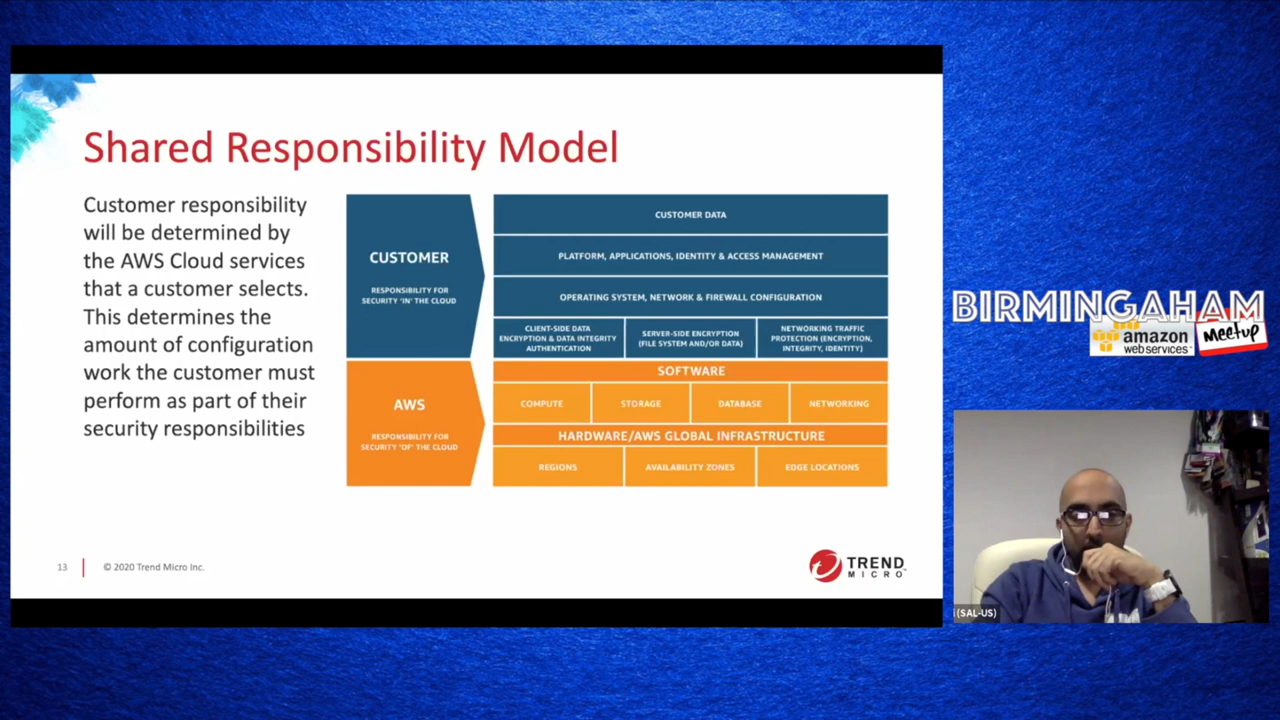 Shared Responsibility Model
Customer responsibility
will be determined by
the AWS Cloud services
that a customer selects.
This determines the
amount of configuration
work the customer must
perform as part of their
security responsibilities
CUSTOMER
RESPONSIBILITY FOR
SECURITY 'IN' THE CLOUD
CUSTOMER DATA
PLATFORM, APPLICATIONS, IDENTITY & ACCESS MANAGEMENT
OPERATING SYSTEM, NETWORK & FIREWALL CONFIGURATION
CLIENT-SIDE DATA
ENCRYPTION & DATA INTEGRITY
AUTHENTICATION
SERVER-SIDE ENCRYPTION
(FILE SYSTEM AND/OR DATA)
NETWORKING TRAFFIC
PROTECTION (ENCRYPTION,
INTEGRITY, IDENTITY)
AWS
RESPONSIBILITY FOR
SECURITY 'OF' THE CLOUD
SOFTWARE
COMPUTE
STORAGE
DATABASE
NETWORKING
HARDWARE/AWS GLOBAL INFRASTRUCTURE
REGIONS
AVAILABILITY ZONES
EDGE LOCATIONS
13
© 2020 Trend Micro Inc.
TREND
MICRO™
BIRMINGAHAM
amazon
web services™
Meetup
(SAL-US)